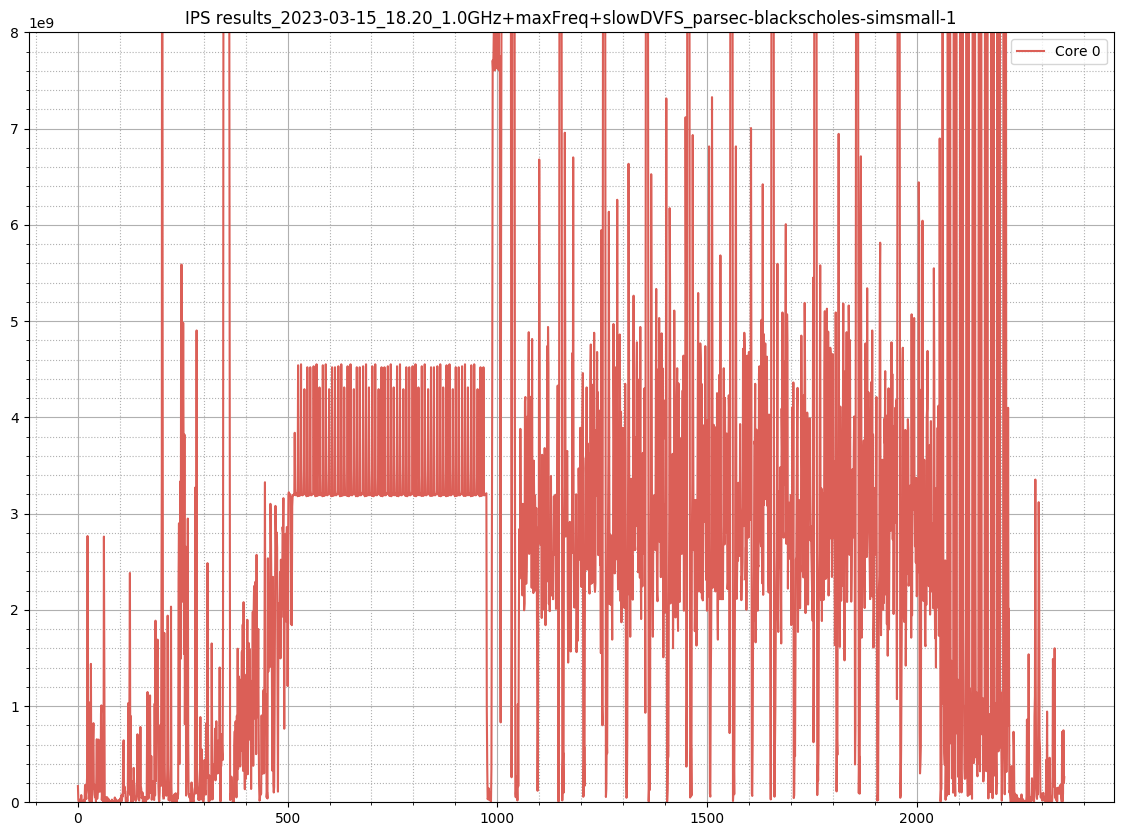 IPS results_2023-03-15_18.20_1.0GHz+maxFreq+slowDVFS_parsec-blackscholes-simsmall-1
1e9
Core 0
8
7
6
5
4
3
2
1
0
0 500 1000 1500 2000